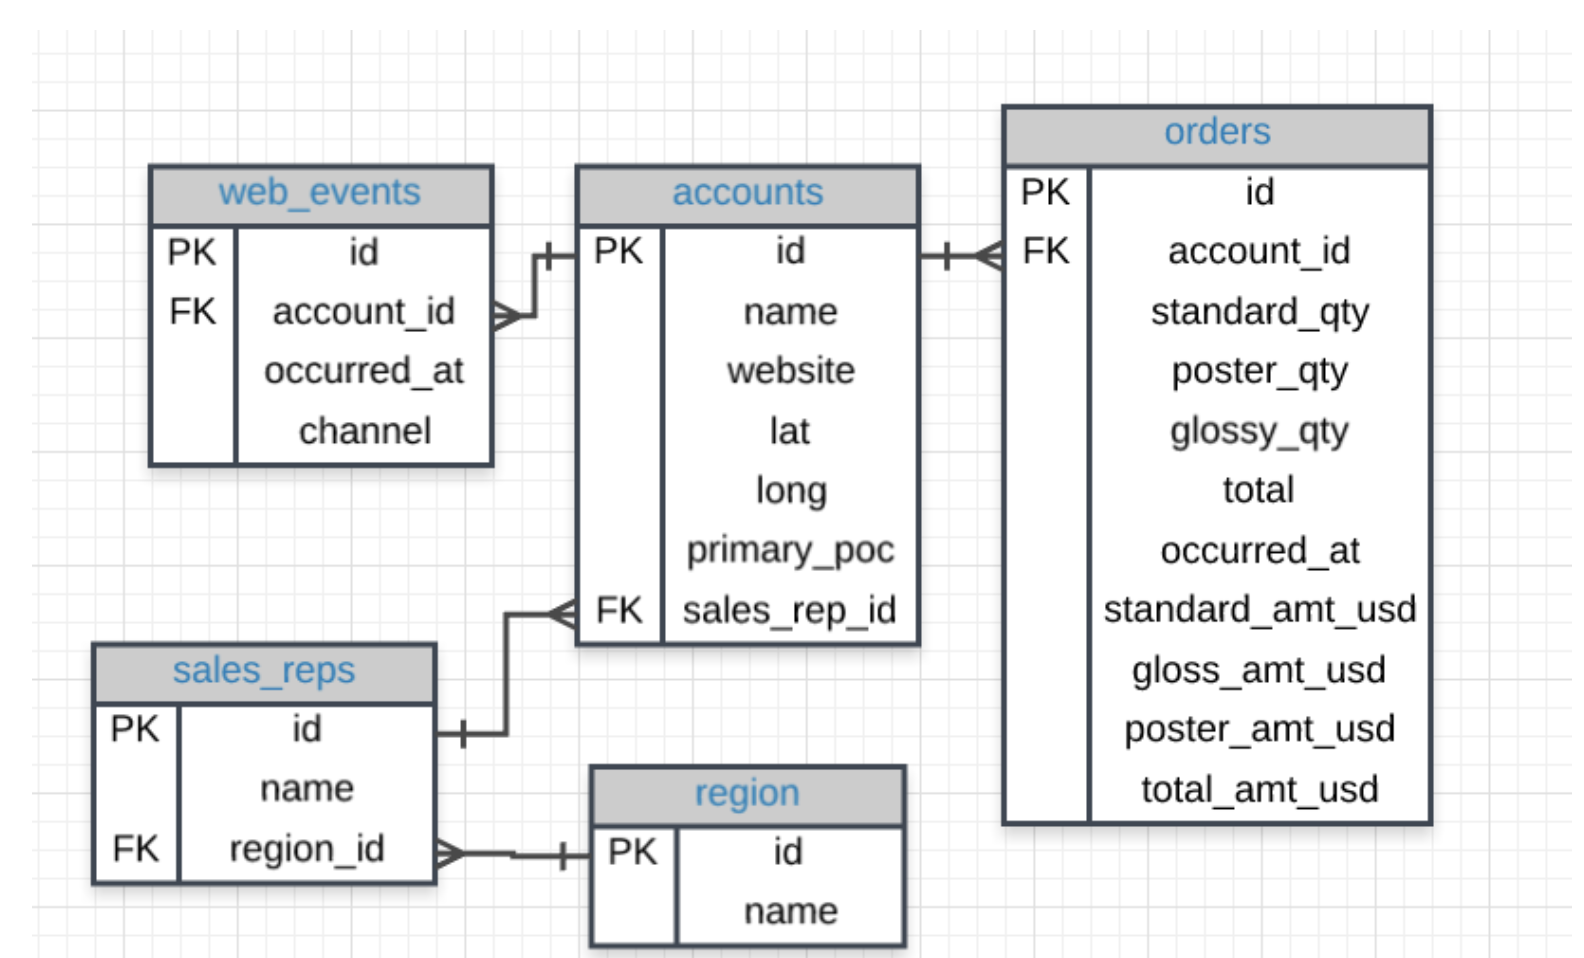 web_events
PK id
FK account_id
occurred_at
channel
accounts
PK id
name
website
lat
long
primary_poc
FK sales_rep_id
orders
PK id
FK account_id
standard_qty
poster_qty
glossy_qty
total
occurred_at
standard_amt_usd
gloss_amt_usd
poster_amt_usd
total_amt_usd
sales_reps
PK id
name
FK region_id
region
PK id
name